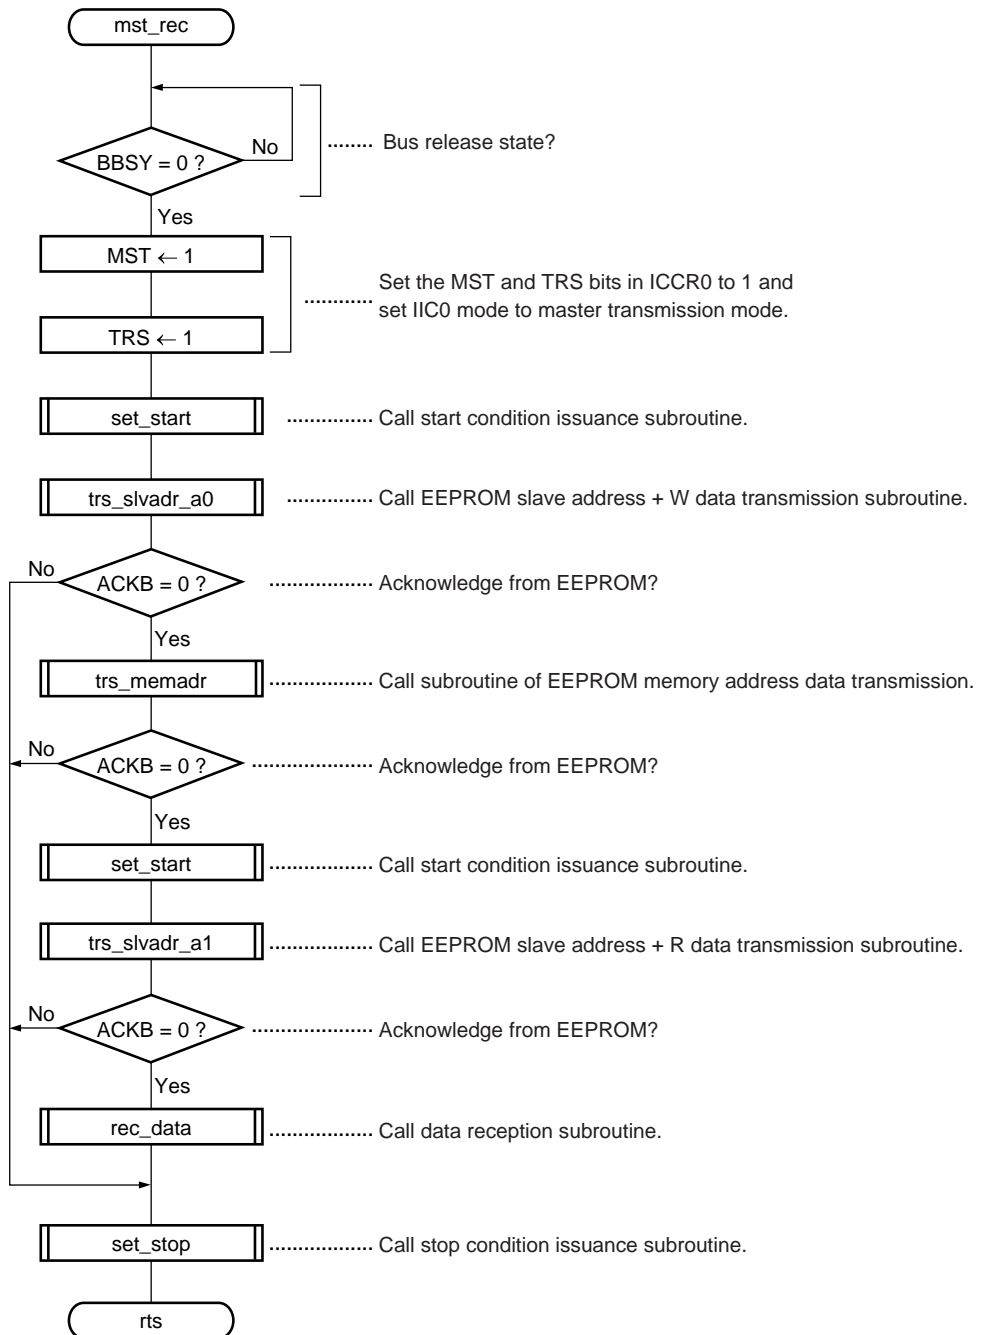 mst_rec
No
BBSY = 0 ?
........ Bus release state?
Yes
MST ← 1
............ Set the MST and TRS bits in ICCR0 to 1 and
set IIC0 mode to master transmission mode.
TRS ← 1
set_start
............... Call start condition issuance subroutine.
trs_slvadr_a0
............... Call EEPROM slave address + W data transmission subroutine.
No
ACKB = 0 ?
.................. Acknowledge from EEPROM?
Yes
trs_memadr
.................. Call subroutine of EEPROM memory address data transmission.
No
ACKB = 0 ?
..................... Acknowledge from EEPROM?
Yes
set_start
.................. Call start condition issuance subroutine.
trs_slvadr_a1
.................. Call EEPROM slave address + R data transmission subroutine.
No
ACKB = 0 ?
..................... Acknowledge from EEPROM?
Yes
rec_data
.................. Call data reception subroutine.
set_stop
.................. Call stop condition issuance subroutine.
rts